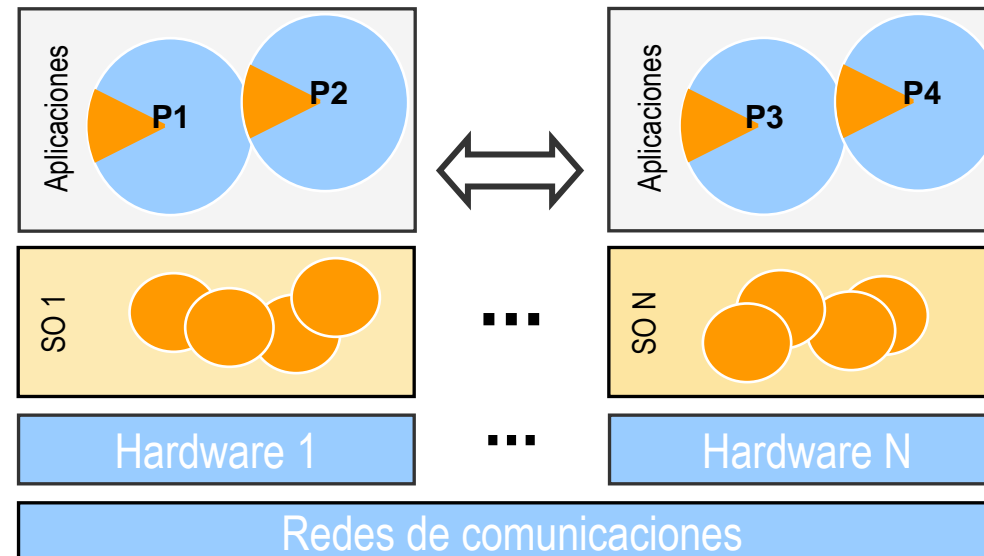 Aplicaciones
P1
P2
Aplicaciones
P3
P4
SO 1
...
SO N
Hardware 1
...
Hardware N
Redes de comunicaciones